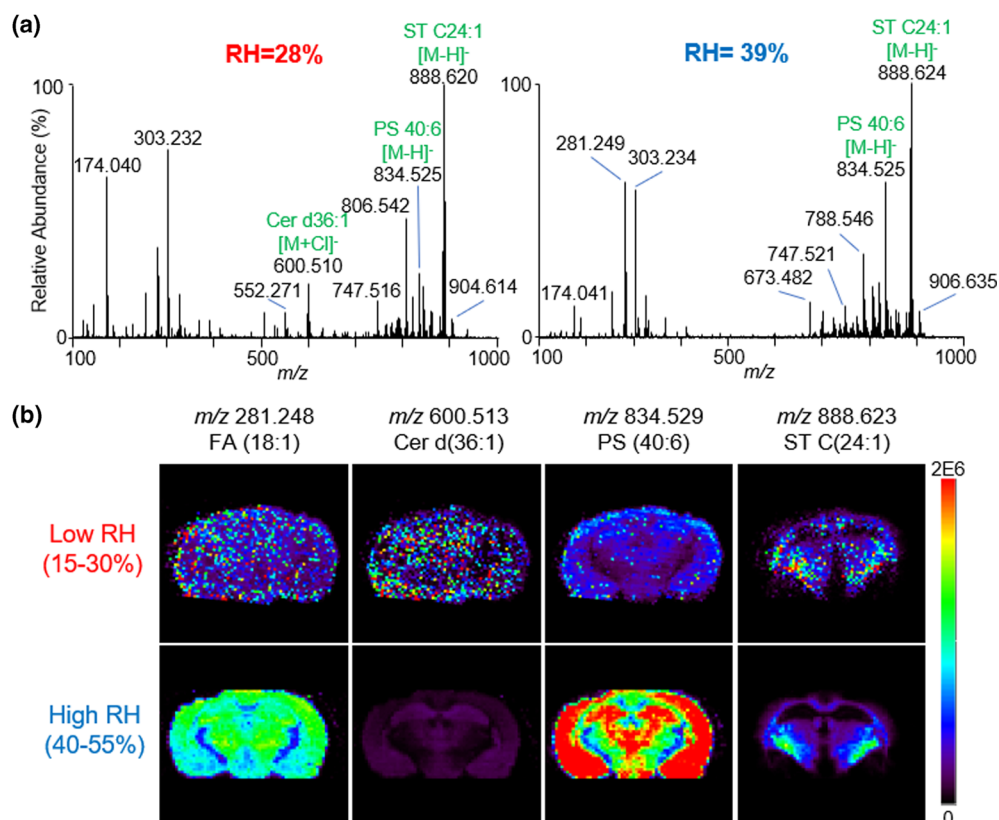 (a)
RH=28%
ST C24:1
[M-H]-
888.620
PS 40:6
[M-H]-
834.525
303.232
174.040
806.542
Cer d36:1
[M+Cl]-
600.510
552.271
747.516
904.614
100
0
Relative Abundance (%)
100
500
1000
m/z
RH= 39%
ST C24:1
[M-H]-
888.624
PS 40:6
[M-H]-
834.525
281.249
303.234
788.546
747.521
673.482
174.041
906.635
100
0
100
500
1000
m/z
(b)
m/z 281.248
FA (18:1)
m/z 600.513
Cer d(36:1)
m/z 834.529
PS (40:6)
m/z 888.623
ST C(24:1)
Low RH
(15-30%)
High RH
(40-55%)
2E6
0